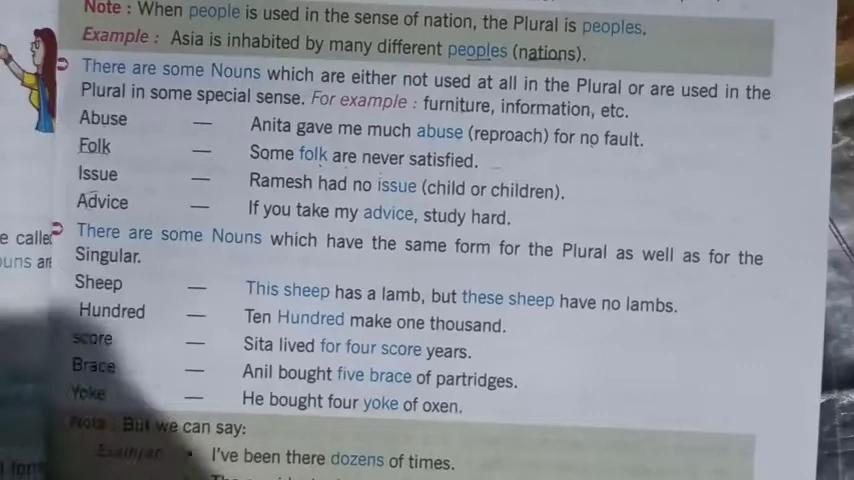 Note : When people is used in the sense of nation, the Plural is peoples.
Example : Asia is inhabited by many different peoples (nations).
There are some Nouns which are either not used at all in the Plural or are used in the
Plural in some special sense. For example : furniture, information, etc.
Abuse — Anita gave me much abuse (reproach) for no fault.
Folk — Some folk are never satisfied.
Issue — Ramesh had no issue (child or children).
Advice — If you take my advice, study hard.
There are some Nouns which have the same form for the Plural as well as for the
Singular.
Sheep — This sheep has a lamb, but these sheep have no lambs.
Hundred — Ten Hundred make one thousand.
score — Sita lived for four score years.
Brace — Anil bought five brace of partridges.
Yoke — He bought four yoke of oxen.
Note : But we can say:
• I've been there dozens of times.